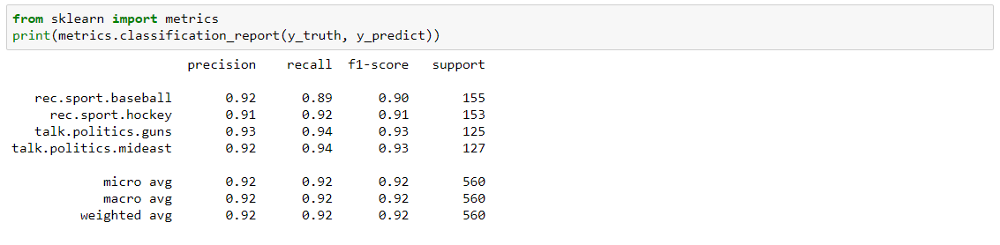 from sklearn import metrics
print(metrics.classification_report(y_truth, y_predict))
precision recall f1-score support
rec.sport.baseball 0.92 0.89 0.90 155
rec.sport.hockey 0.91 0.92 0.91 153
talk.politics.guns 0.93 0.94 0.93 125
talk.politics.mideast 0.92 0.94 0.93 127
micro avg 0.92 0.92 0.92 560
macro avg 0.92 0.92 0.92 560
weighted avg 0.92 0.92 0.92 560